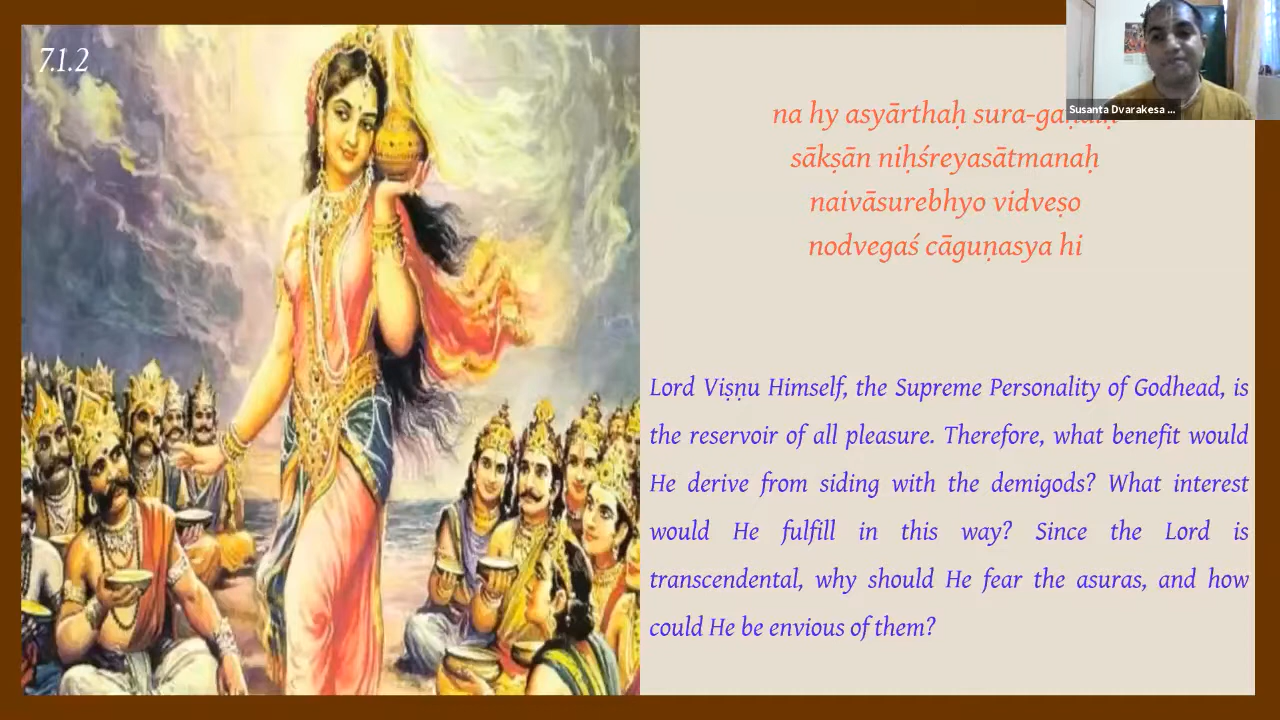 7.1.2
Susanta Dvarakesa ...
na hy asyārthaḥ
sākṣān niḥśreyasātmanaḥ
naivāsurebhyo vidveṣo
nodvegaś cāguṇasya hi
Lord Viṣṇu Himself, the Supreme Personality of Godhead, is
the reservoir of all pleasure. Therefore, what benefit would
He derive from siding with the demigods? What interest
would He fulfill in this way? Since the Lord is
transcendental, why should He fear the asuras, and how
could He be envious of them?